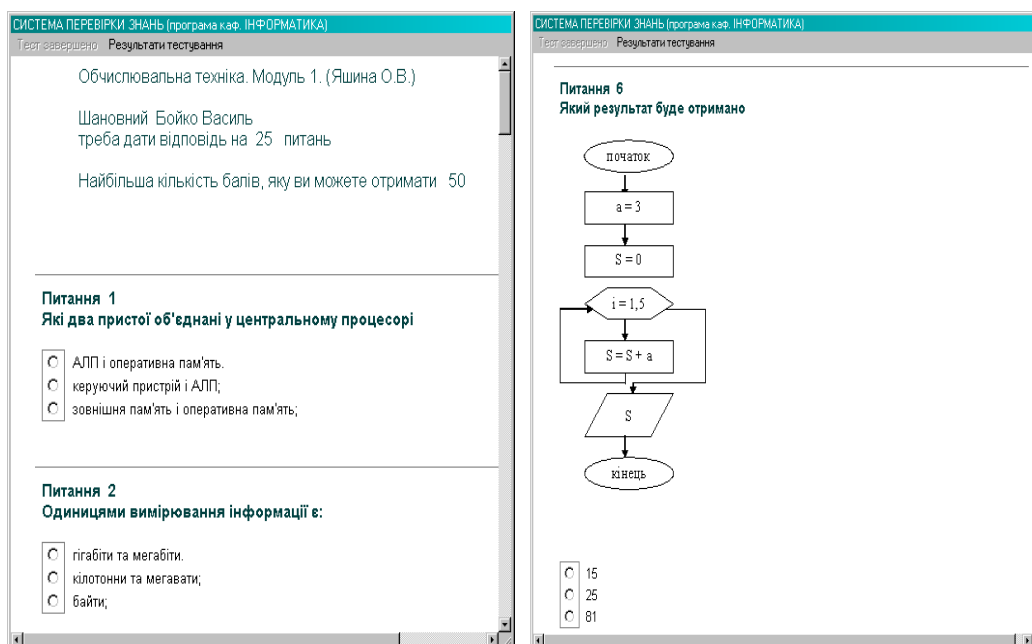 СИСТЕМА ПЕРЕВІРКИ ЗНАНЬ (програма каф. ІНФОРМАТИКА)
Тест завершено Результати тестування
Обчислювальна техніка. Модуль 1. (Яшина О.В.)
Шановний Бойко Василь
треба дати відповідь на 25 питань
Найбільша кількість балів, яку ви можете отримати 50
Питання 1
Які два пристої об'єднані у центральному процесорі
АЛП і оперативна пам'ять.
керуючий пристрій і АЛП;
зовнішня пам'ять і оперативна пам'ять;
Питання 2
Одиницями вимірювання інформації є:
гігабіти та мегабіти.
кілотонни та мегавати;
байти;
СИСТЕМА ПЕРЕВІРКИ ЗНАНЬ (програма каф. ІНФОРМАТИКА)
Тест завершено Результати тестування
Питання 6
Який результат буде отримано
початок
a = 3
S = 0
i = 1,5
S = S + a
S
кінець
15
25
81